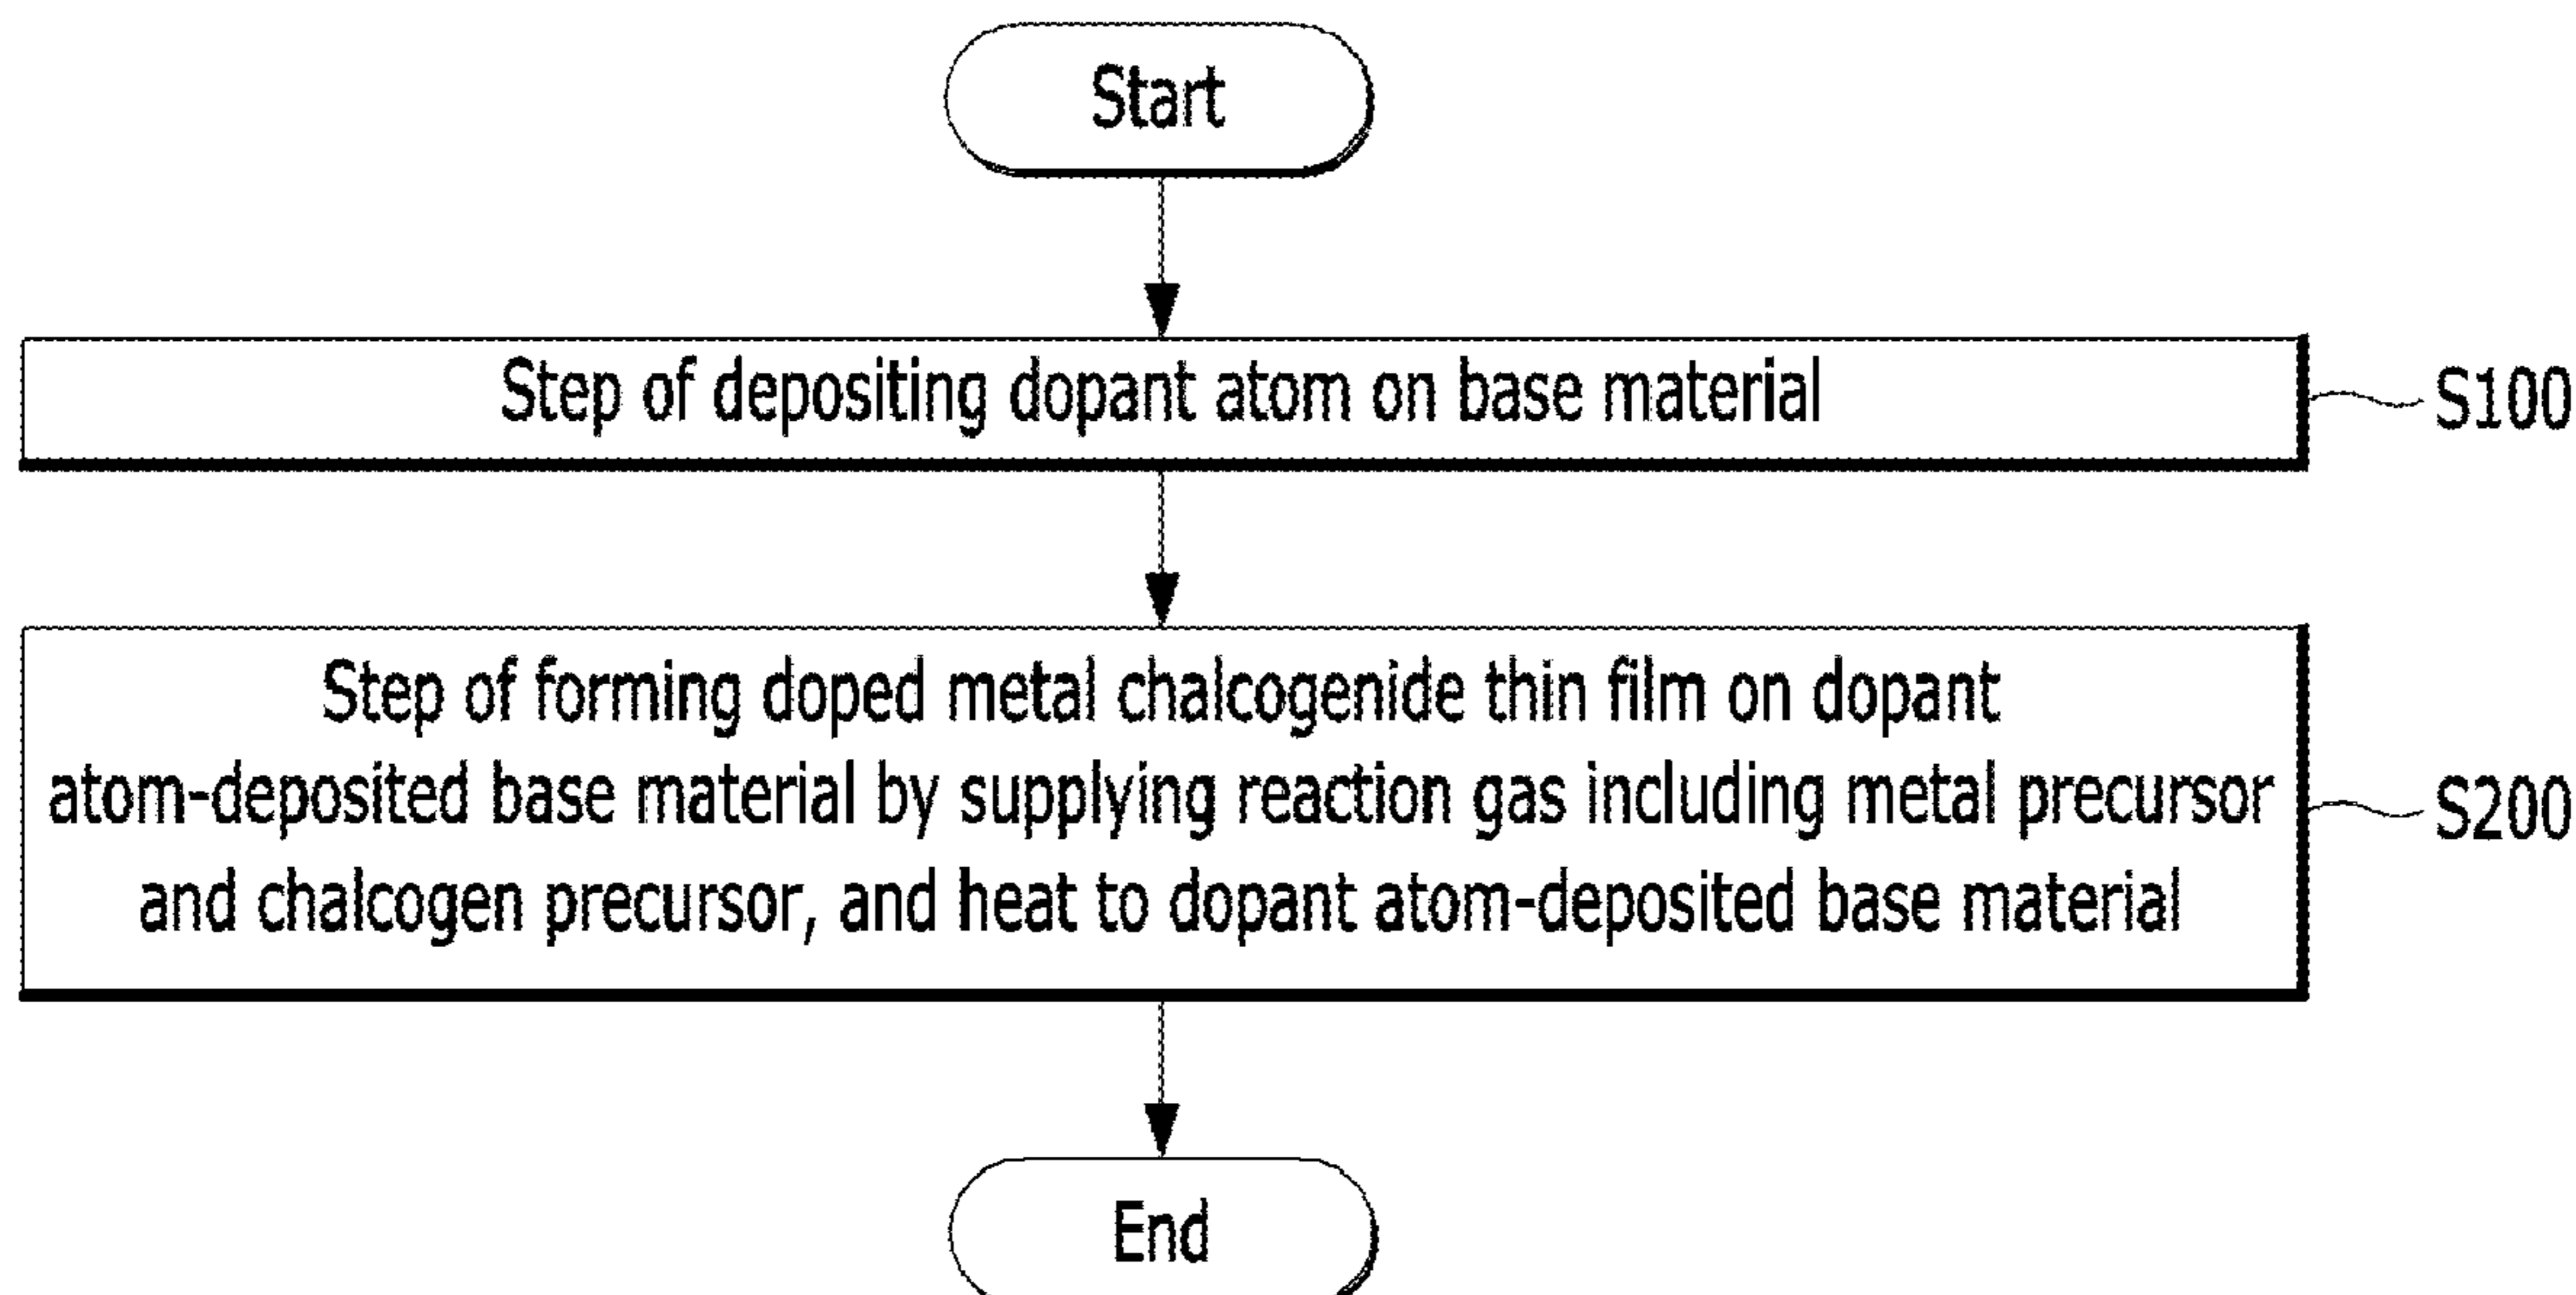 Start
Step of depositing dopant atom on base material
S100
Step of forming doped metal chalcogenide thin film on dopant
atom-deposited base material by supplying reaction gas including metal precursor
S200
and chalcogen precursor, and heat to dopant atom-deposited base material
End